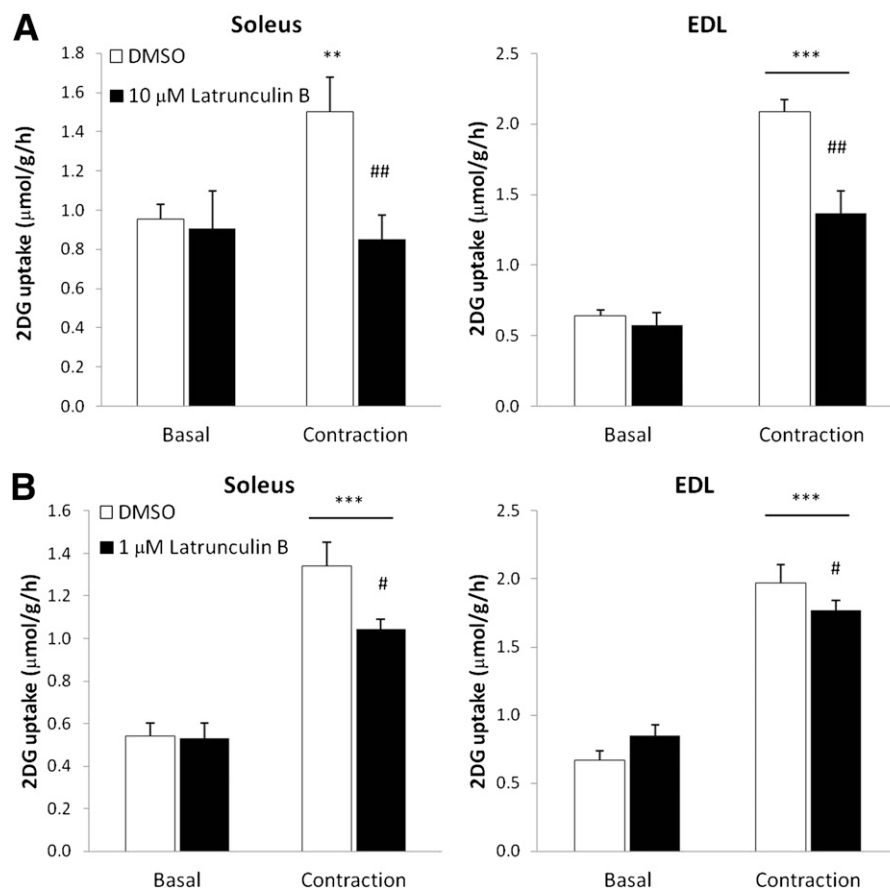 A
Soleus
EDL
DMSO
10 μM Latrunculin B
**
##
***
##
2DG uptake (μmol/g/h)
1.8
1.6
1.4
1.2
1.0
0.8
0.6
0.4
0.2
0.0
Basal
Contraction
2DG uptake (μmol/g/h)
2.5
2.0
1.5
1.0
0.5
0.0
Basal
Contraction
B
Soleus
EDL
DMSO
1 μM Latrunculin B
***
#
***
#
2DG uptake (μmol/g/h)
1.6
1.4
1.2
1.0
0.8
0.6
0.4
0.2
0.0
Basal
Contraction
2DG uptake (μmol/g/h)
2.5
2.0
1.5
1.0
0.5
0.0
Basal
Contraction